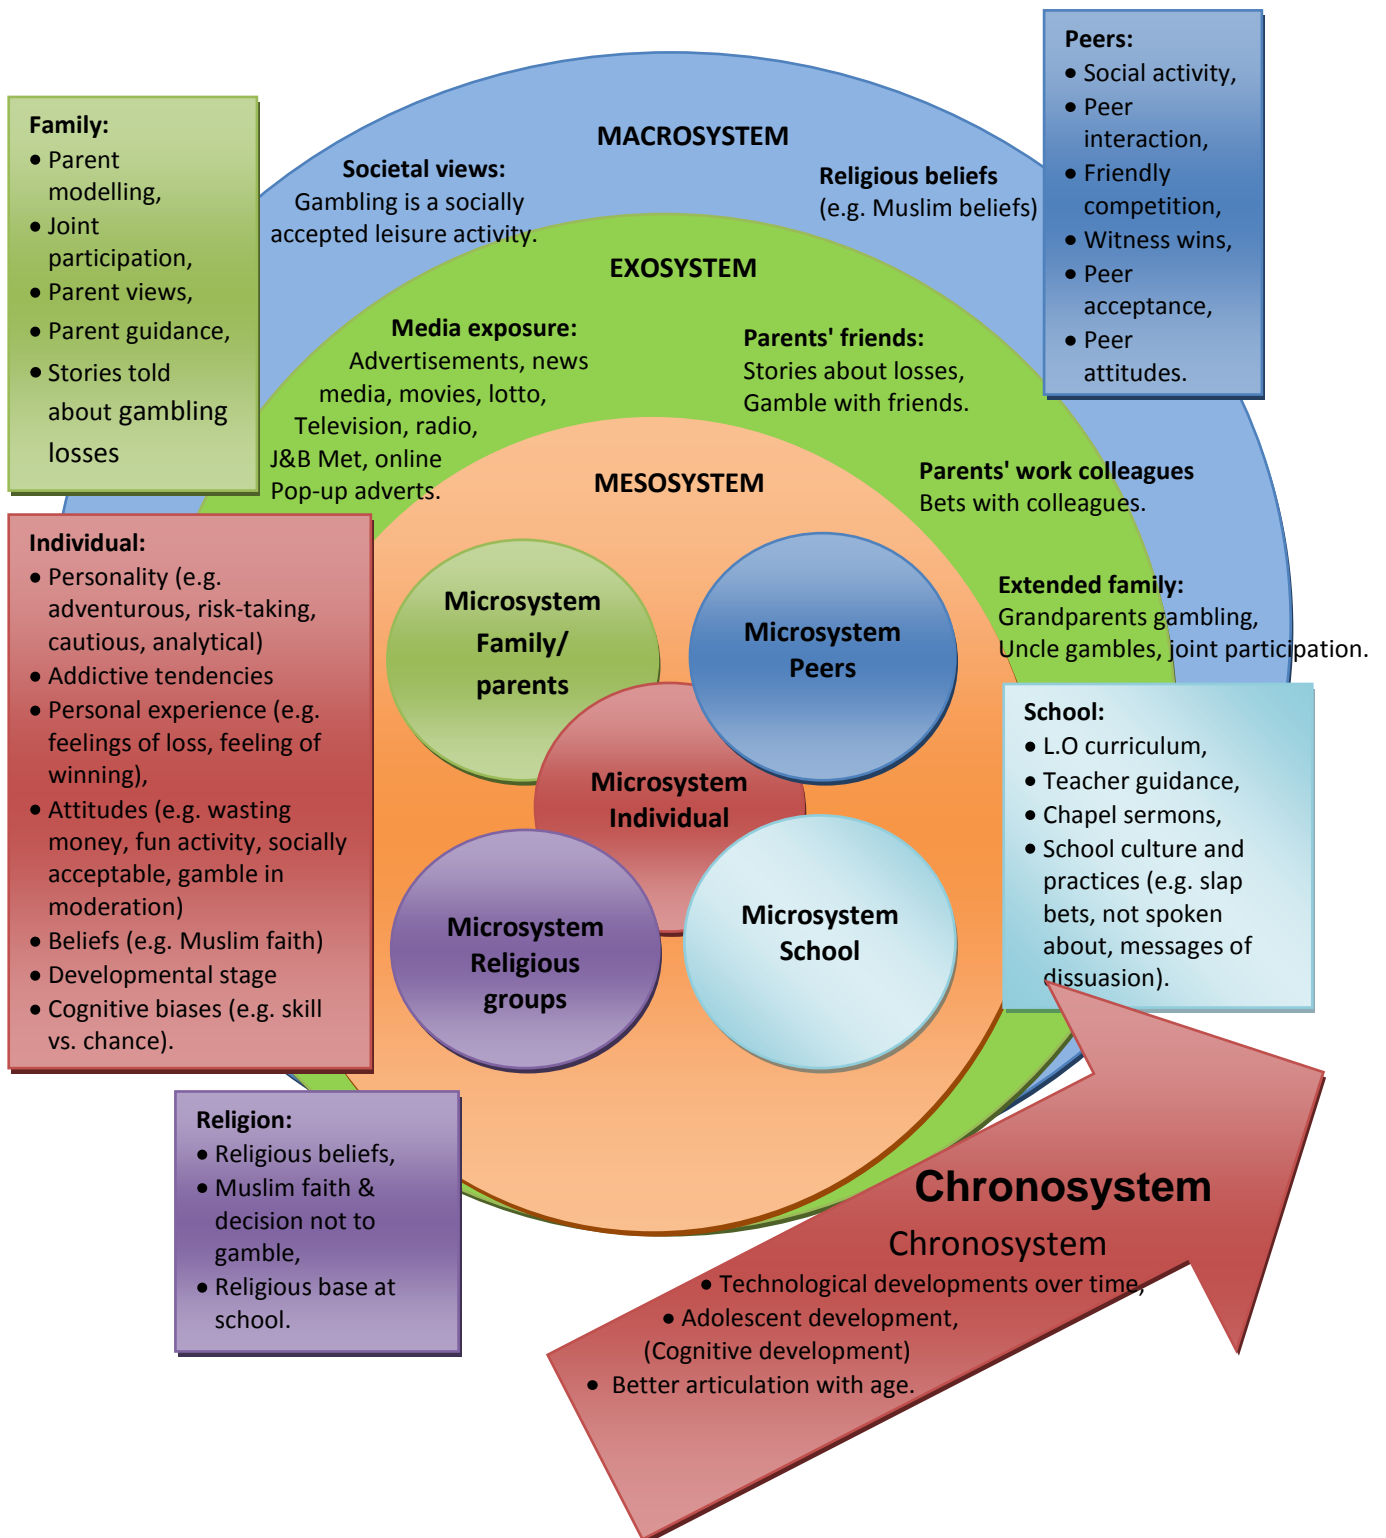 Peers:
• Social activity,
• Peer
interaction,
• Friendly
competition,
• Witness wins,
• Peer
acceptance,
• Peer
attitudes.
Family:
• Parent
modelling,
• Joint
participation,
• Parent views,
• Parent guidance,
• Stories told
about gambling
losses
MACROSYSTEM
Societal views:
Gambling is a socially
accepted leisure activity.
Religious beliefs
(e.g. Muslim beliefs)
EXOSYSTEM
Media exposure:
Advertisements, news
media, movies, lotto,
Television, radio,
J&B Met, online
Pop-up adverts.
Parents' friends:
Stories about losses,
Gamble with friends.
Parents' work colleagues
Bets with colleagues.
Extended family:
Grandparents gambling,
Uncle gambles, joint participation.
MESOSYSTEM
Microsystem
Family/
parents
Microsystem
Peers
Microsystem
Individual
Microsystem
Religious
groups
Microsystem
School
Individual:
• Personality (e.g.
adventurous, risk-taking,
cautious, analytical)
• Addictive tendencies
• Personal experience (e.g.
feelings of loss, feeling of
winning),
• Attitudes (e.g. wasting
money, fun activity, socially
acceptable, gamble in
moderation)
• Beliefs (e.g. Muslim faith)
• Developmental stage
• Cognitive biases (e.g. skill
vs. chance).
School:
• L.O curriculum,
• Teacher guidance,
• Chapel sermons,
• School culture and
practices (e.g. slap
bets, not spoken
about, messages of
dissuasion).
Religion:
• Religious beliefs,
• Muslim faith &
decision not to
gamble,
• Religious base at
school.
Chronosystem
Chronosystem
• Technological developments over time,
• Adolescent development,
(Cognitive development)
• Better articulation with age.